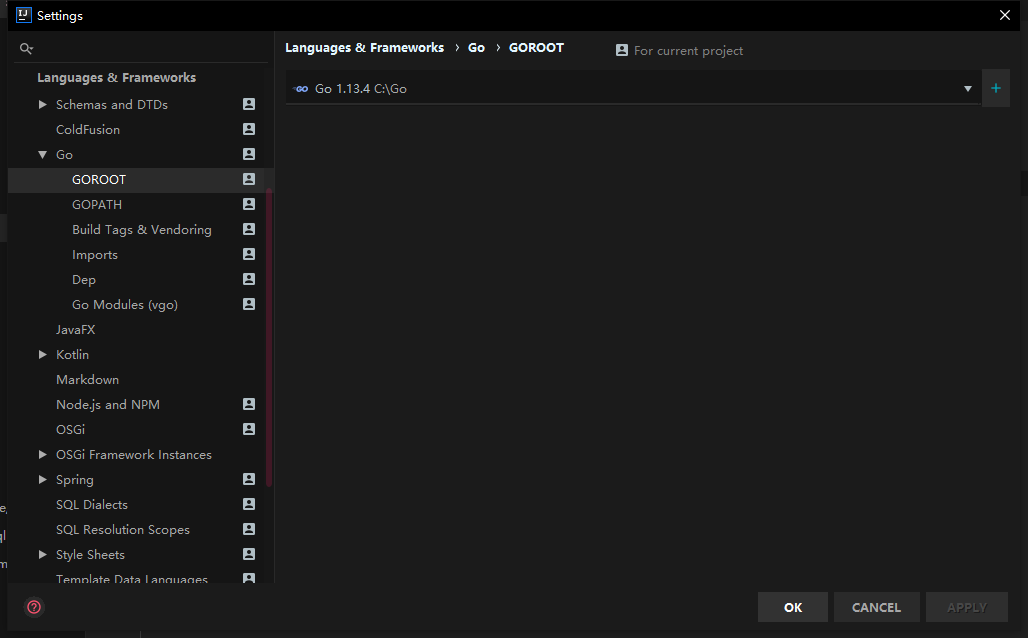 Settings
Languages & Frameworks
Schemas and DTDs
ColdFusion
Go
GOROOT
GOPATH
Build Tags & Vendoring
Imports
Dep
Go Modules (vgo)
JavaFX
Kotlin
Markdown
Node.js and NPM
OSGi
OSGi Framework Instances
Spring
SQL Dialects
SQL Resolution Scopes
Style Sheets
Template Data Languages
Languages & Frameworks › Go › GOROOT
For current project
Go 1.13.4 C:\Go
OK
CANCEL
APPLY